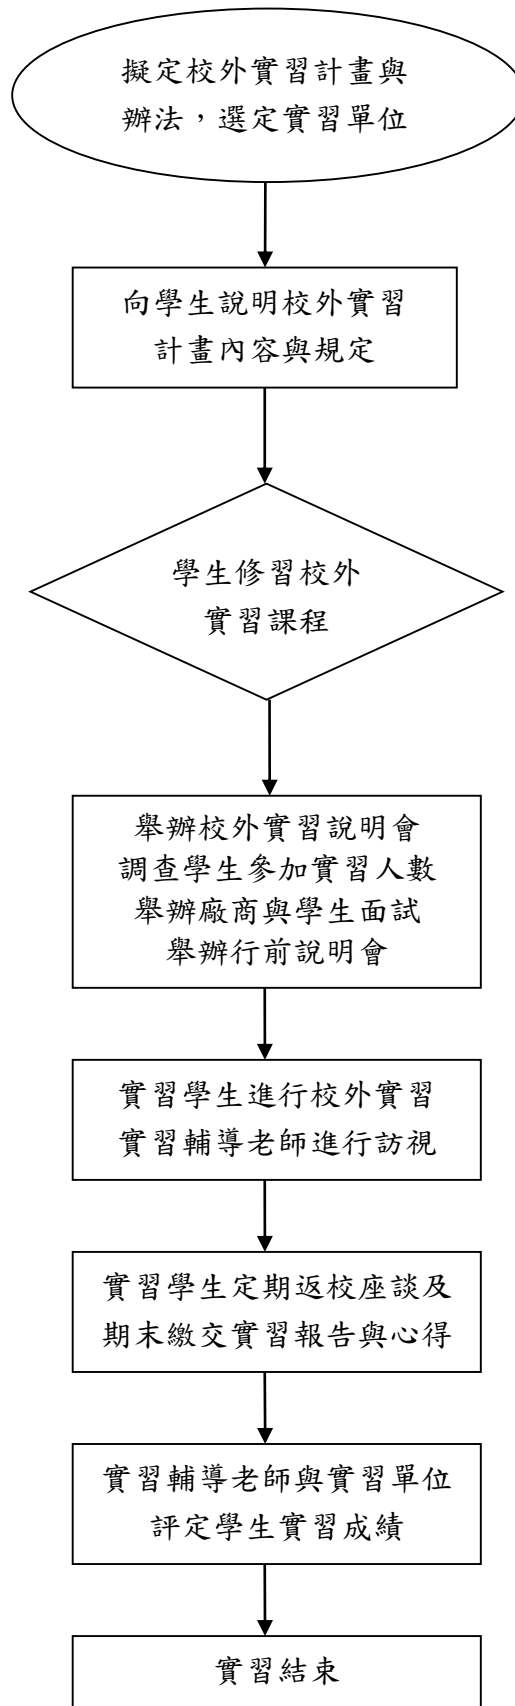 擬定校外實習計畫與
辦法，選定實習單位
向學生說明校外實習
計畫內容與規定
學生修習校外
實習課程
舉辦校外實習說明會
調查學生參加實習人數
舉辦廠商與學生面試
舉辦行前說明會
實習學生進行校外實習
實習輔導老師進行訪視
實習學生定期返校座談及
期末繳交實習報告與心得
實習輔導老師與實習單位
評定學生實習成績
實習結束